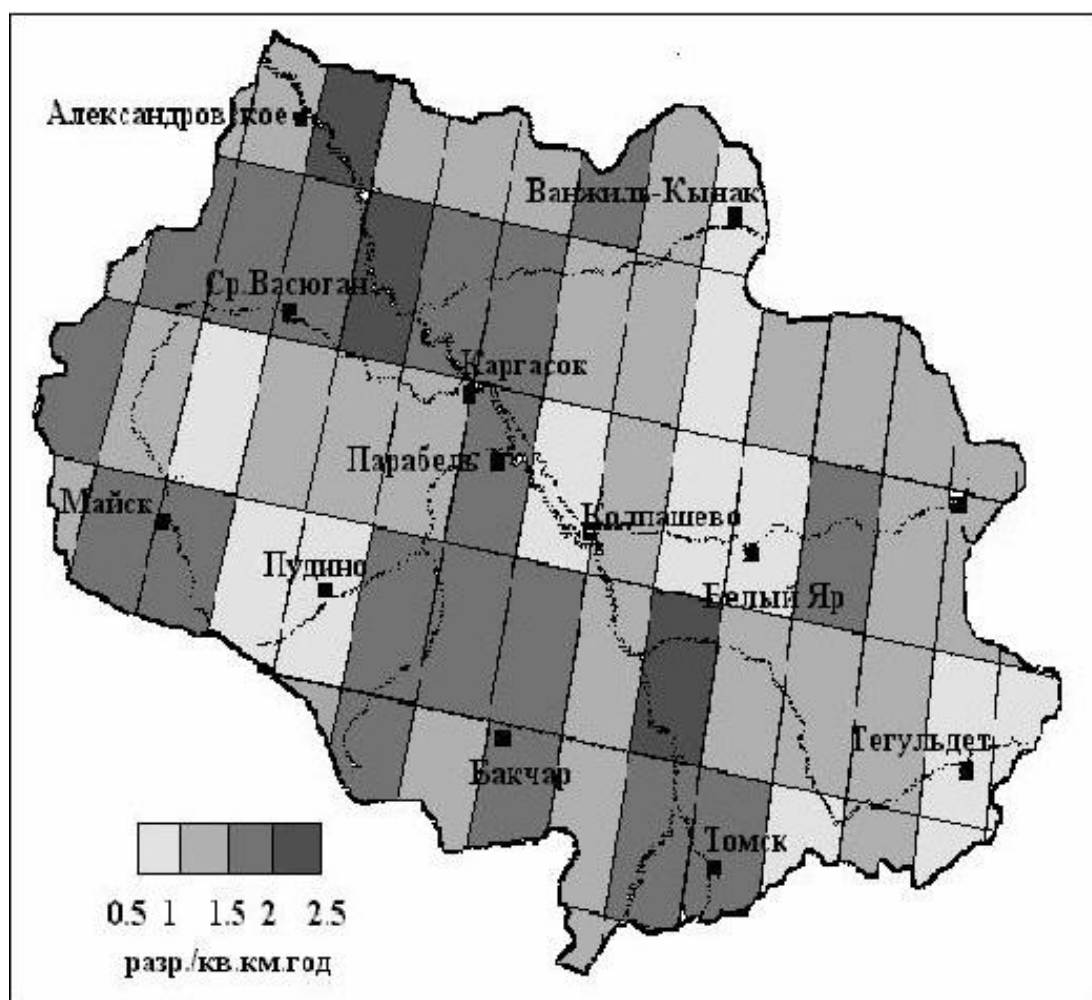 Александровское
Ванжиль-Кынак
Ср.Васюган
Каргасок
Парабель
Майск
Колпашево
Пудино
Белый Яр
Тегульдет
Бакчар
Томск
0.5 1 1.5 2 2.5
разр./кв.км.год